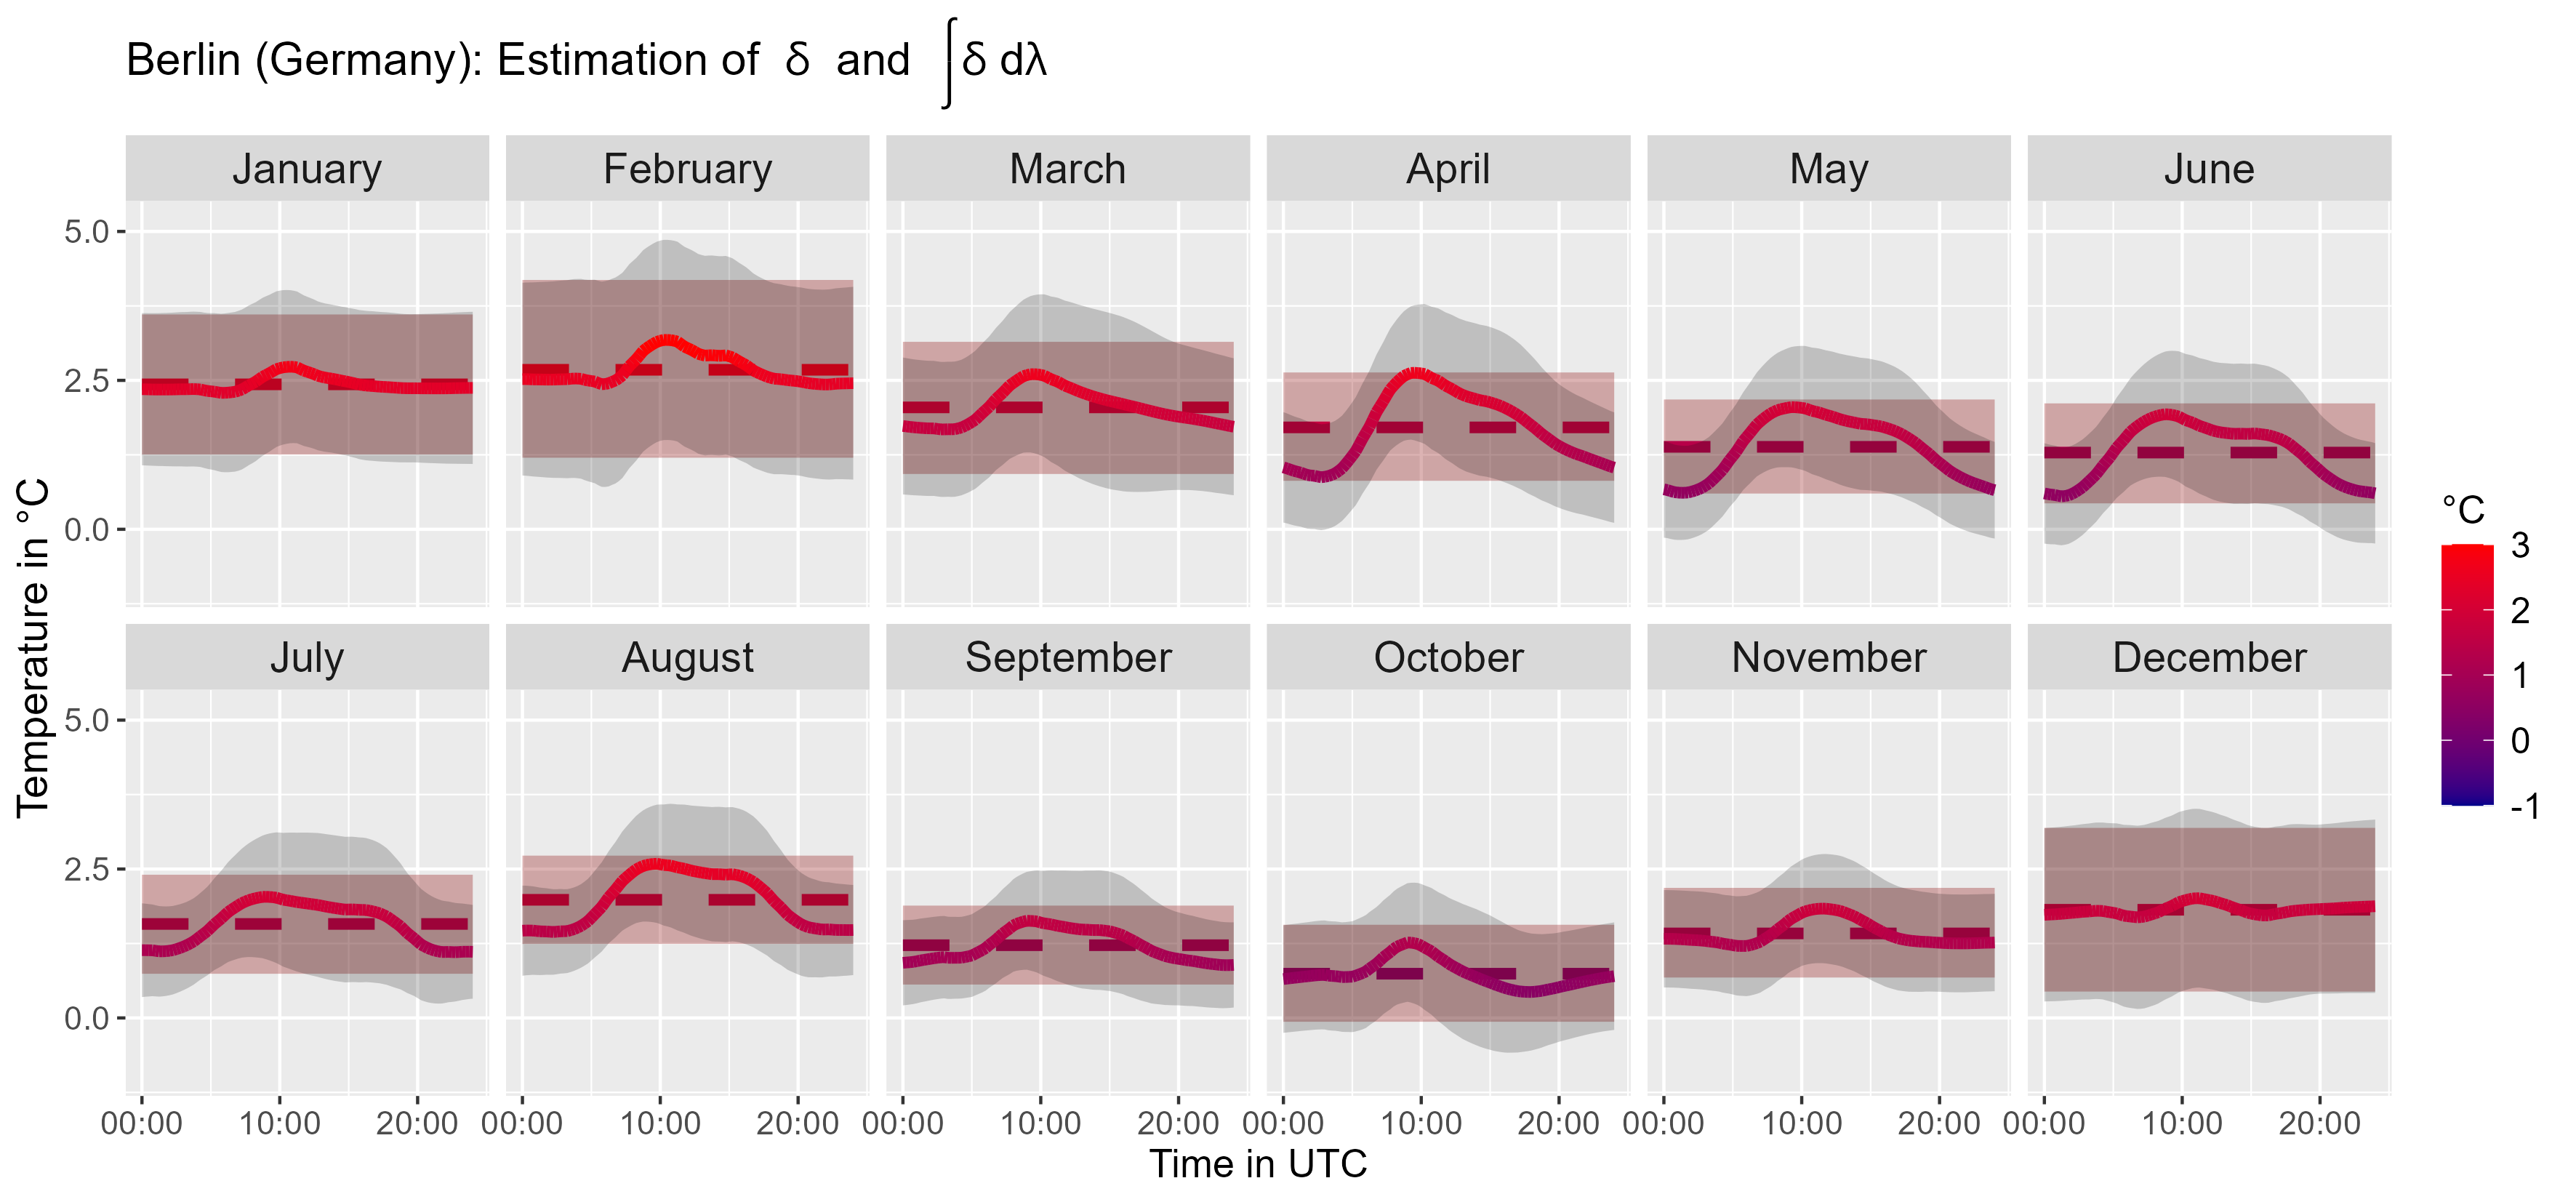 Berlin (Germany): Estimation of δ and ∫δ dλ
January February March April May June
5.0
2.5
0.0
July August September October November December
5.0
2.5
0.0
00:00 10:00 20:00 00:00 10:00 20:00 00:00 10:00 20:00 00:00 10:00 20:00 00:00 10:00 20:00 00:00 10:00 20:00
Time in UTC
Temperature in °C
°C
3
2
1
0
-1